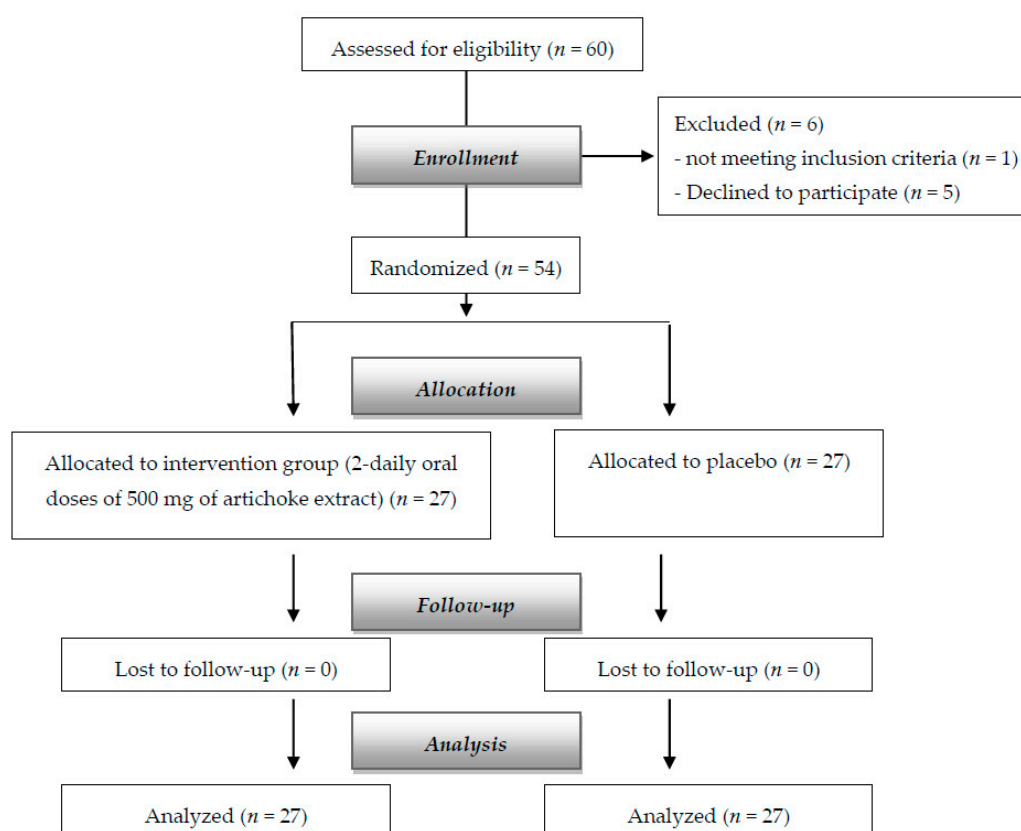 Assessed for eligibility (n = 60)
Enrollment
Excluded (n = 6)
- not meeting inclusion criteria (n = 1)
- Declined to participate (n = 5)
Randomized (n = 54)
Allocation
Allocated to intervention group (2-daily oral
doses of 500 mg of artichoke extract) (n = 27)
Allocated to placebo (n = 27)
Follow-up
Lost to follow-up (n = 0)
Lost to follow-up (n = 0)
Analysis
Analyzed (n = 27)
Analyzed (n = 27)